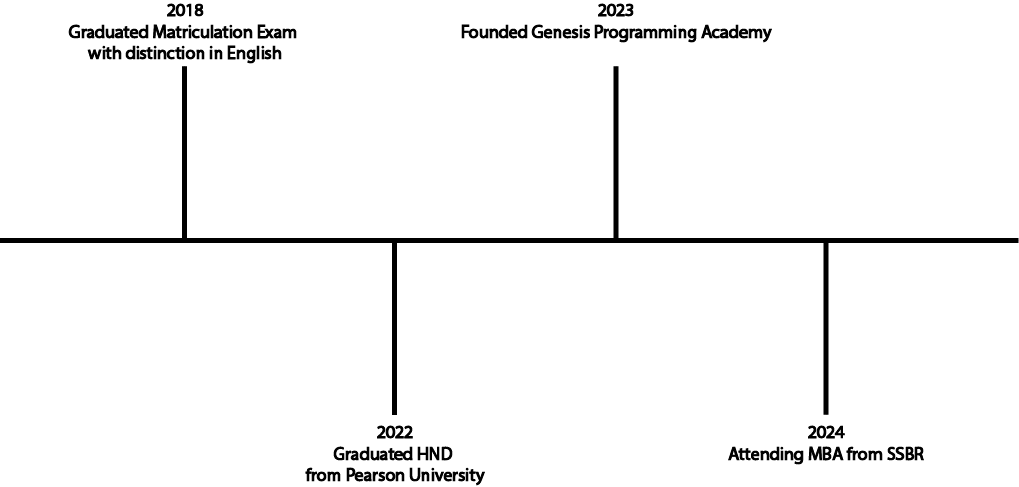 2018
Graduated Matriculation Exam
with distinction in English
2023
Founded Genesis Programming Academy
2022
Graduated HND
from Pearson University
2024
Attending MBA from SSBR